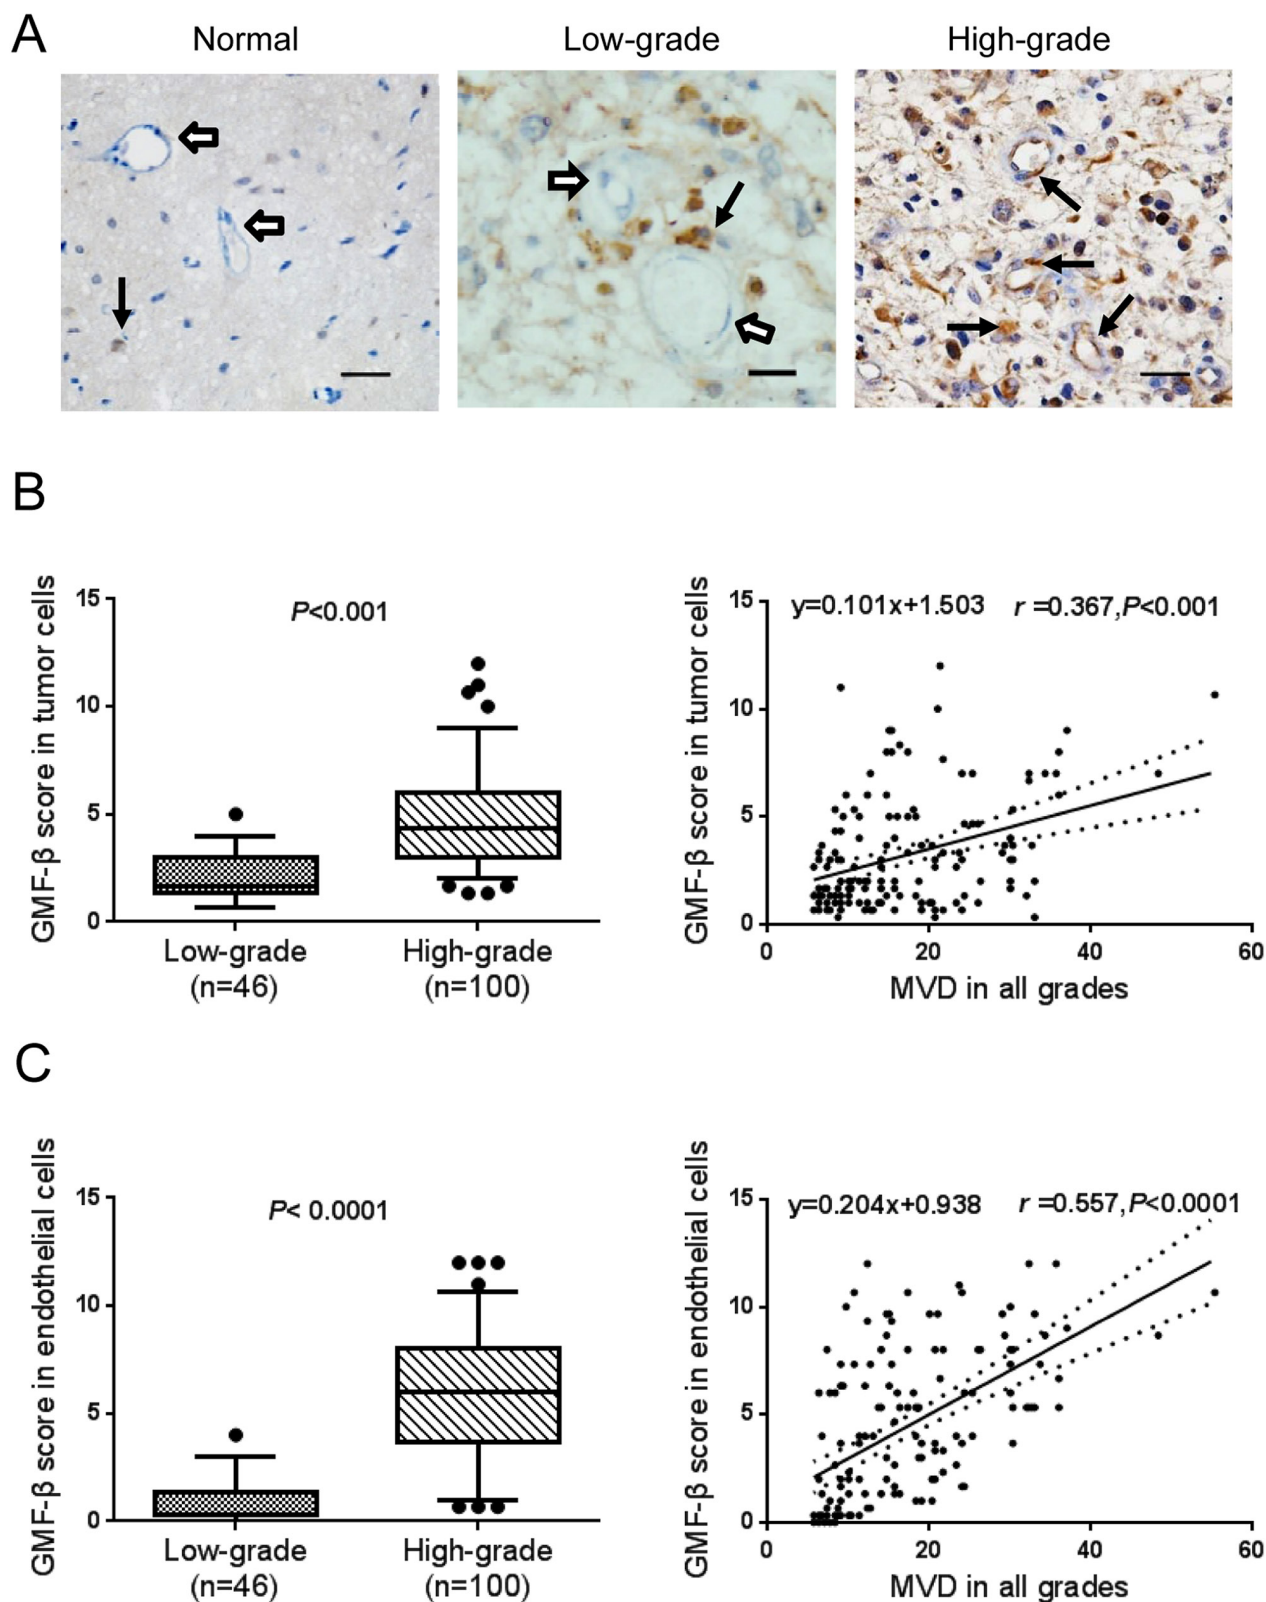 A
Normal
Low-grade
High-grade
B
GMF-β score in tumor cells
15
10
5
0
P<0.001
Low-grade
(n=46)
High-grade
(n=100)
GMF-β score in tumor cells
15
10
5
0
y=0.101x+1.503
r =0.367,P<0.001
0
20
40
60
MVD in all grades
C
GMF-β score in endothelial cells
15
10
5
0
P< 0.0001
Low-grade
(n=46)
High-grade
(n=100)
GMF-β score in endothelial cells
15
10
5
0
y=0.204x+0.938
r =0.557,P<0.0001
0
20
40
60
MVD in all grades